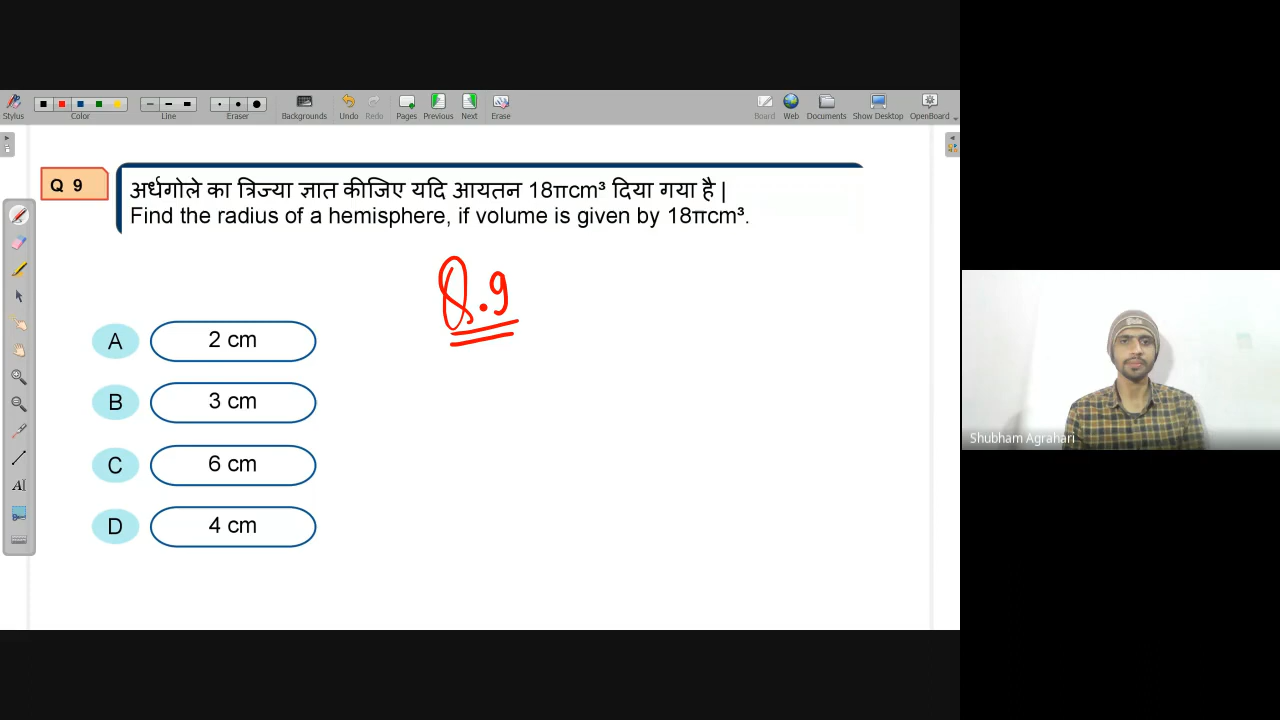 Stylus
Color
Line
Eraser
Backgrounds
Undo
Redo
Pages
Previous
Next
Erase
Board
Web
Documents
Show Desktop
OpenBoard
Q 9
अर्धगोले का त्रिज्या ज्ञात कीजिए यदि आयतन 18πcm³ दिया गया है |
Find the radius of a hemisphere, if volume is given by 18πcm³.
Q.9
A 2 cm
B 3 cm
C 6 cm
D 4 cm
Shubham Agrahari